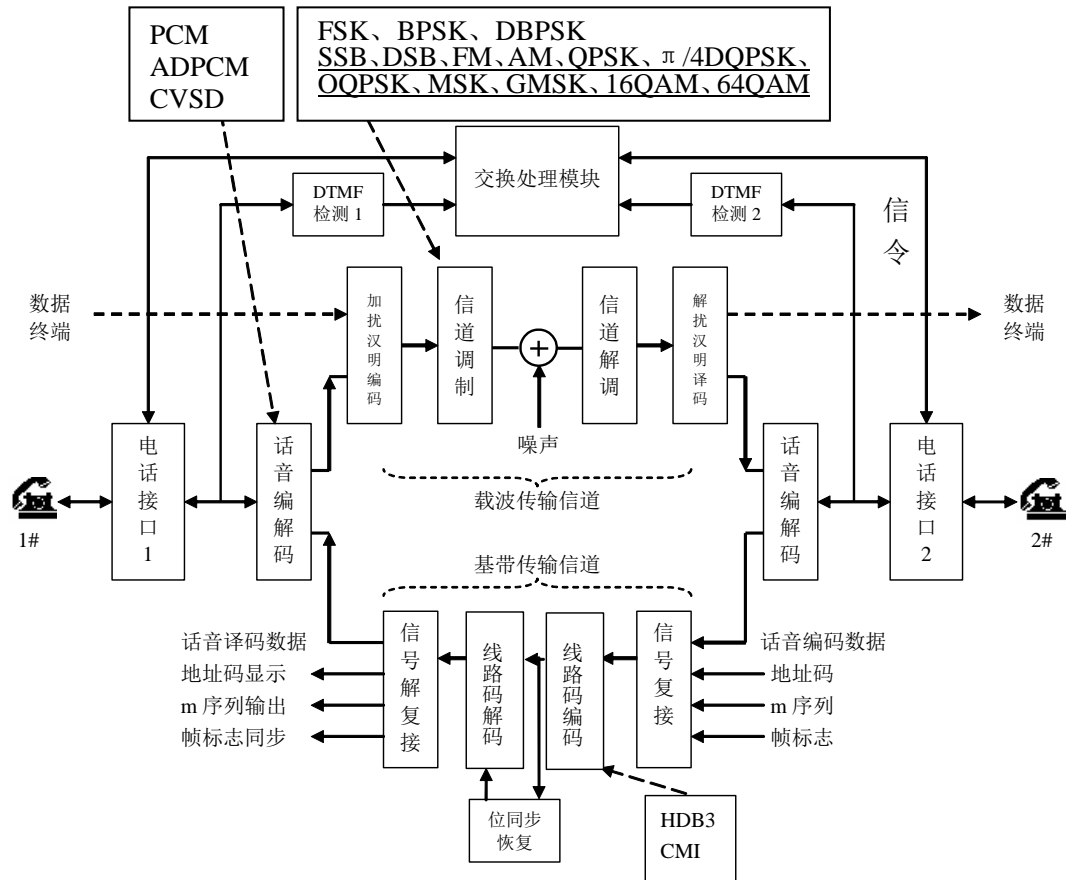 PCM
ADPCM
CVSD
FSK、BPSK、DBPSK
SSB、DSB、FM、AM、QPSK、π/4DQPSK、
OQPSK、MSK、GMSK、16QAM、64QAM
交换处理模块
DTMF
检测 1
DTMF
检测 2
信令
数据
终端
加扰汉明编码
信道调制
信道解调
解扰汉明译码
数据
终端
噪声
载波传输信道
电话接口1
话音编解码
话音编解码
电话接口2
1#
2#
基带传输信道
话音译码数据
地址码显示
m 序列输出
帧标志同步
信号解复接
线路码解码
线路码编码
信号复接
话音编码数据
地址码
m 序列
帧标志
位同步
恢复
HDB3
CMI